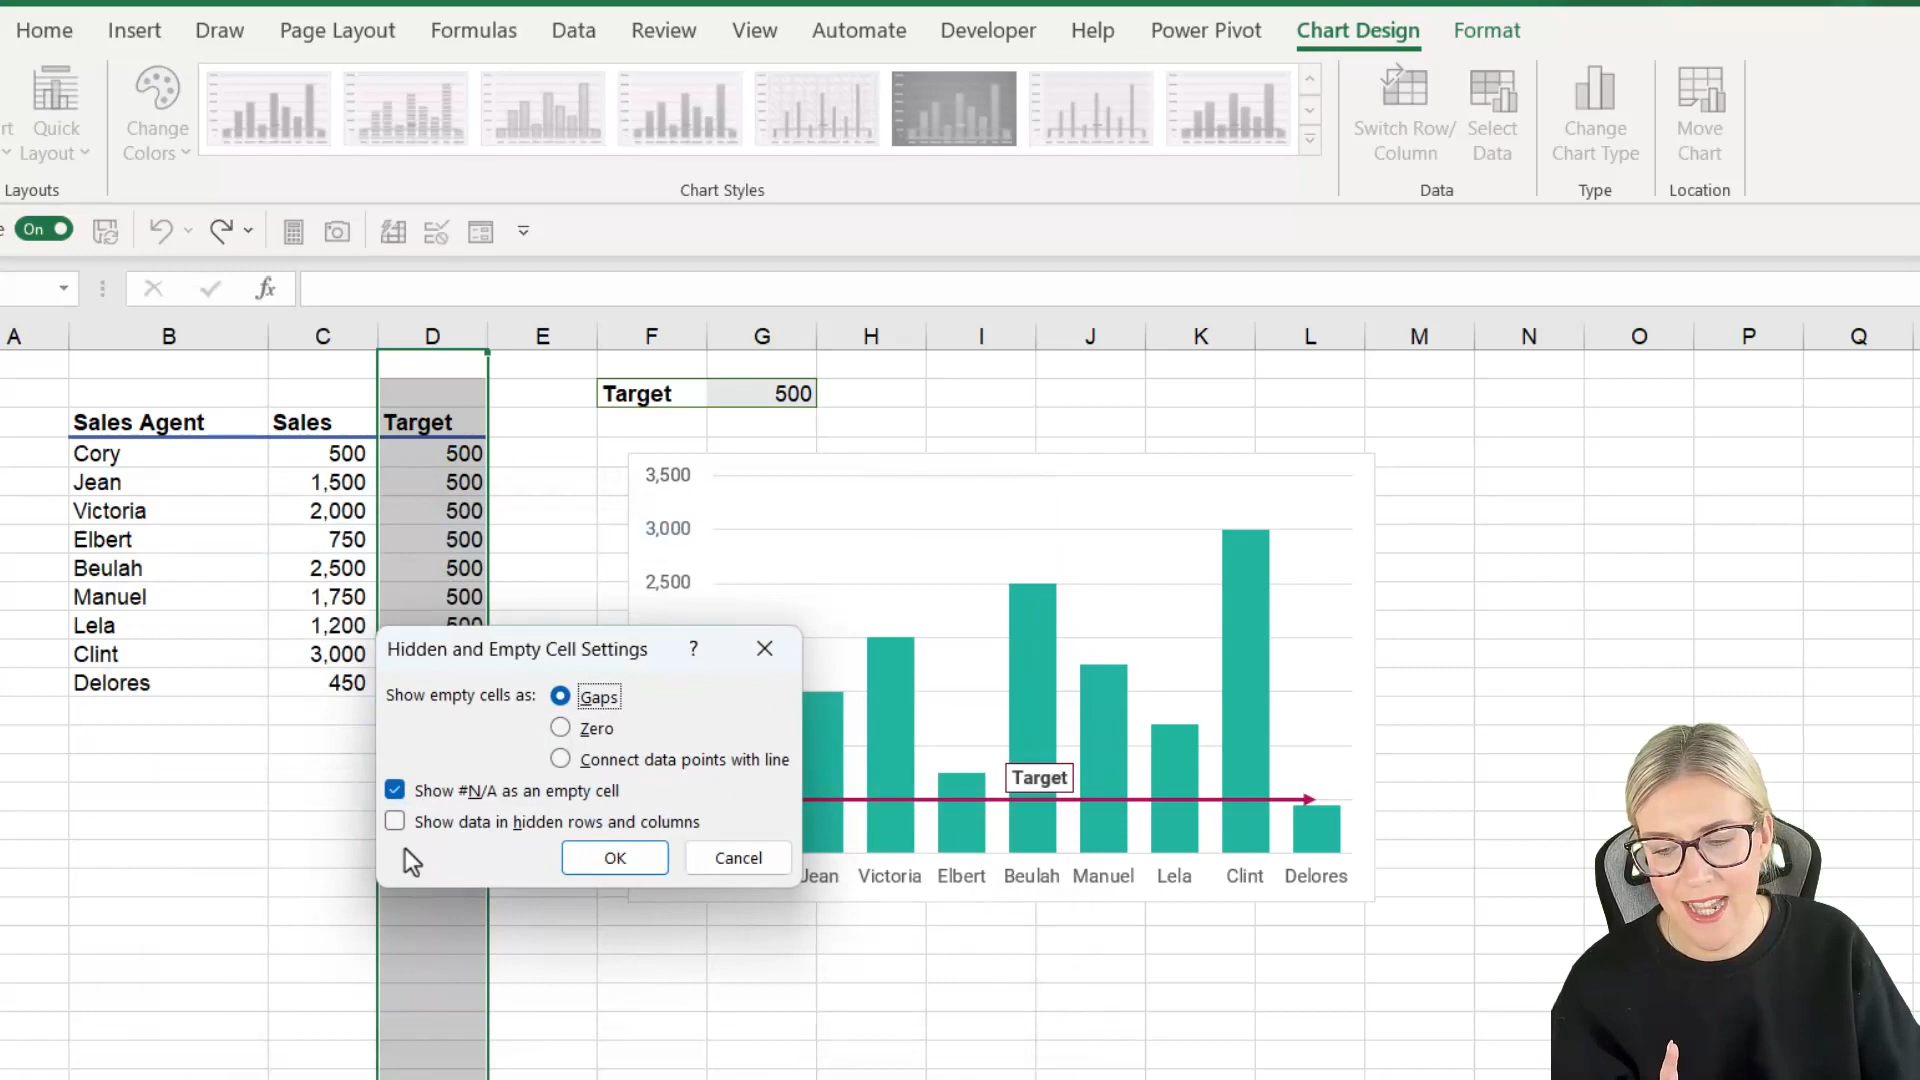 Home Insert Draw Page Layout Formulas Data Review View Automate Developer Help Power Pivot Chart Design Format
rt Quick Layout
Change Colors
Switch Row/ Column
Select Data
Change Chart Type
Move Chart
Layouts
Chart Styles
Data
Type
Location
e On
fx
A B C D E F G H I J K L M N O P Q
Target 500
Sales Agent Sales Target
Cory 500 500
Jean 1,500 500
Victoria 2,000 500
Elbert 750 500
Beulah 2,500 500
Manuel 1,750 500
Lela 1,200 500
Clint 3,000
Delores 450
3,500
3,000
2,500
Target
Jean Victoria Elbert Beulah Manuel Lela Clint Delores
Hidden and Empty Cell Settings ?
Show empty cells as: Gaps
Zero
Connect data points with line
Show #N/A as an empty cell
Show data in hidden rows and columns
OK Cancel